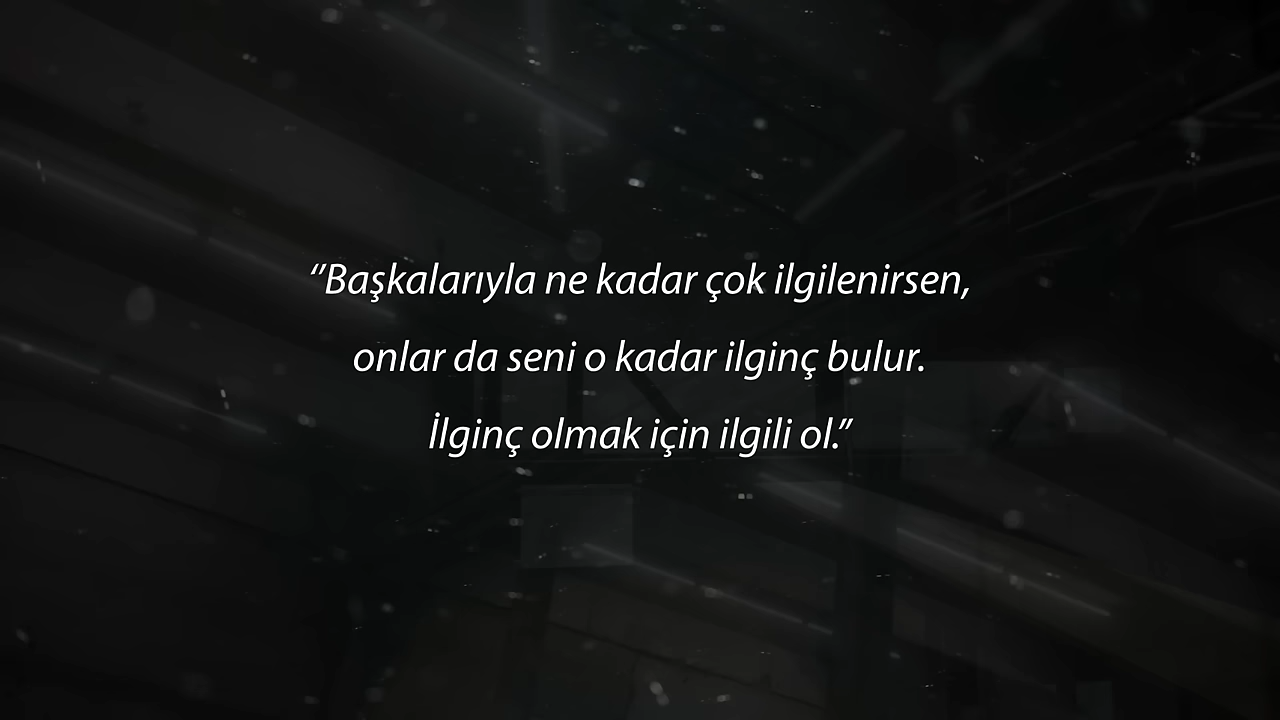 “Başkalarıyla ne kadar çok ilgilenirsen,
onlar da seni o kadar ilginç bulur.
İlginç olmak için ilgili ol.”